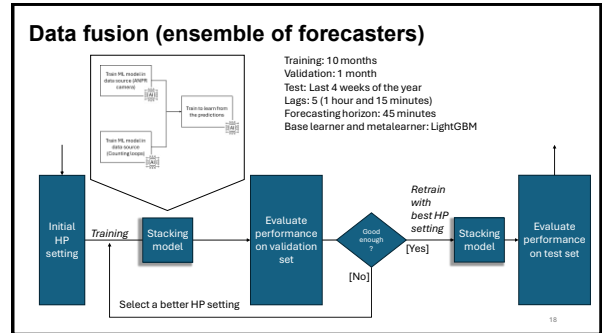 Data fusion (ensemble of forecasters)
Training: 10 months
Validation: 1 month
Test: Last 4 weeks of the year
Lags: 5 (1 hour and 15 minutes)
Forecasting horizon: 45 minutes
Base learner and metalearner: LightGBM
Train ML model in
data source (ANPR
camera)
Train to learn from
the predictions
Train ML model in
data source
(Counting loops)
Initial
HP
setting
Training
Stacking
model
Evaluate
performance
on validation
set
Good
enough
?
[Yes]
[No]
Retrain
with
best HP
setting
Stacking
model
Evaluate
performance
on test set
Select a better HP setting
18